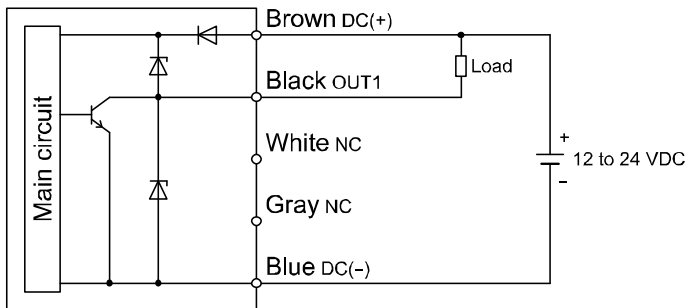 Main circuit
Brown DC(+)
Load
Black OUT1
White NC
+
12 to 24 VDC
−
Gray NC
Blue DC(−)